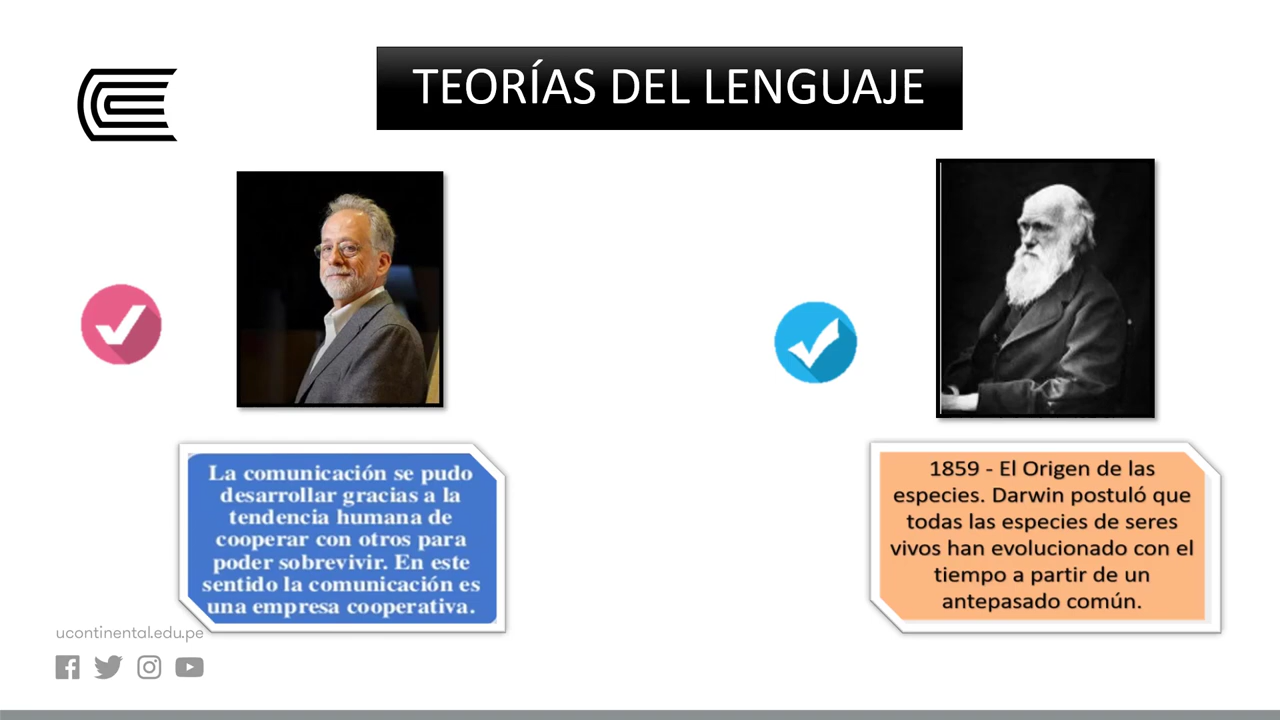 TEORÍAS DEL LENGUAJE
La comunicación se pudo
desarrollar gracias a la
tendencia humana de
cooperar con otros para
poder sobrevivir. En este
sentido la comunicación es
una empresa cooperativa.
1859 - El Origen de las
especies. Darwin postuló que
todas las especies de seres
vivos han evolucionado con el
tiempo a partir de un
antepasado común.
ucontinental.edu.pe